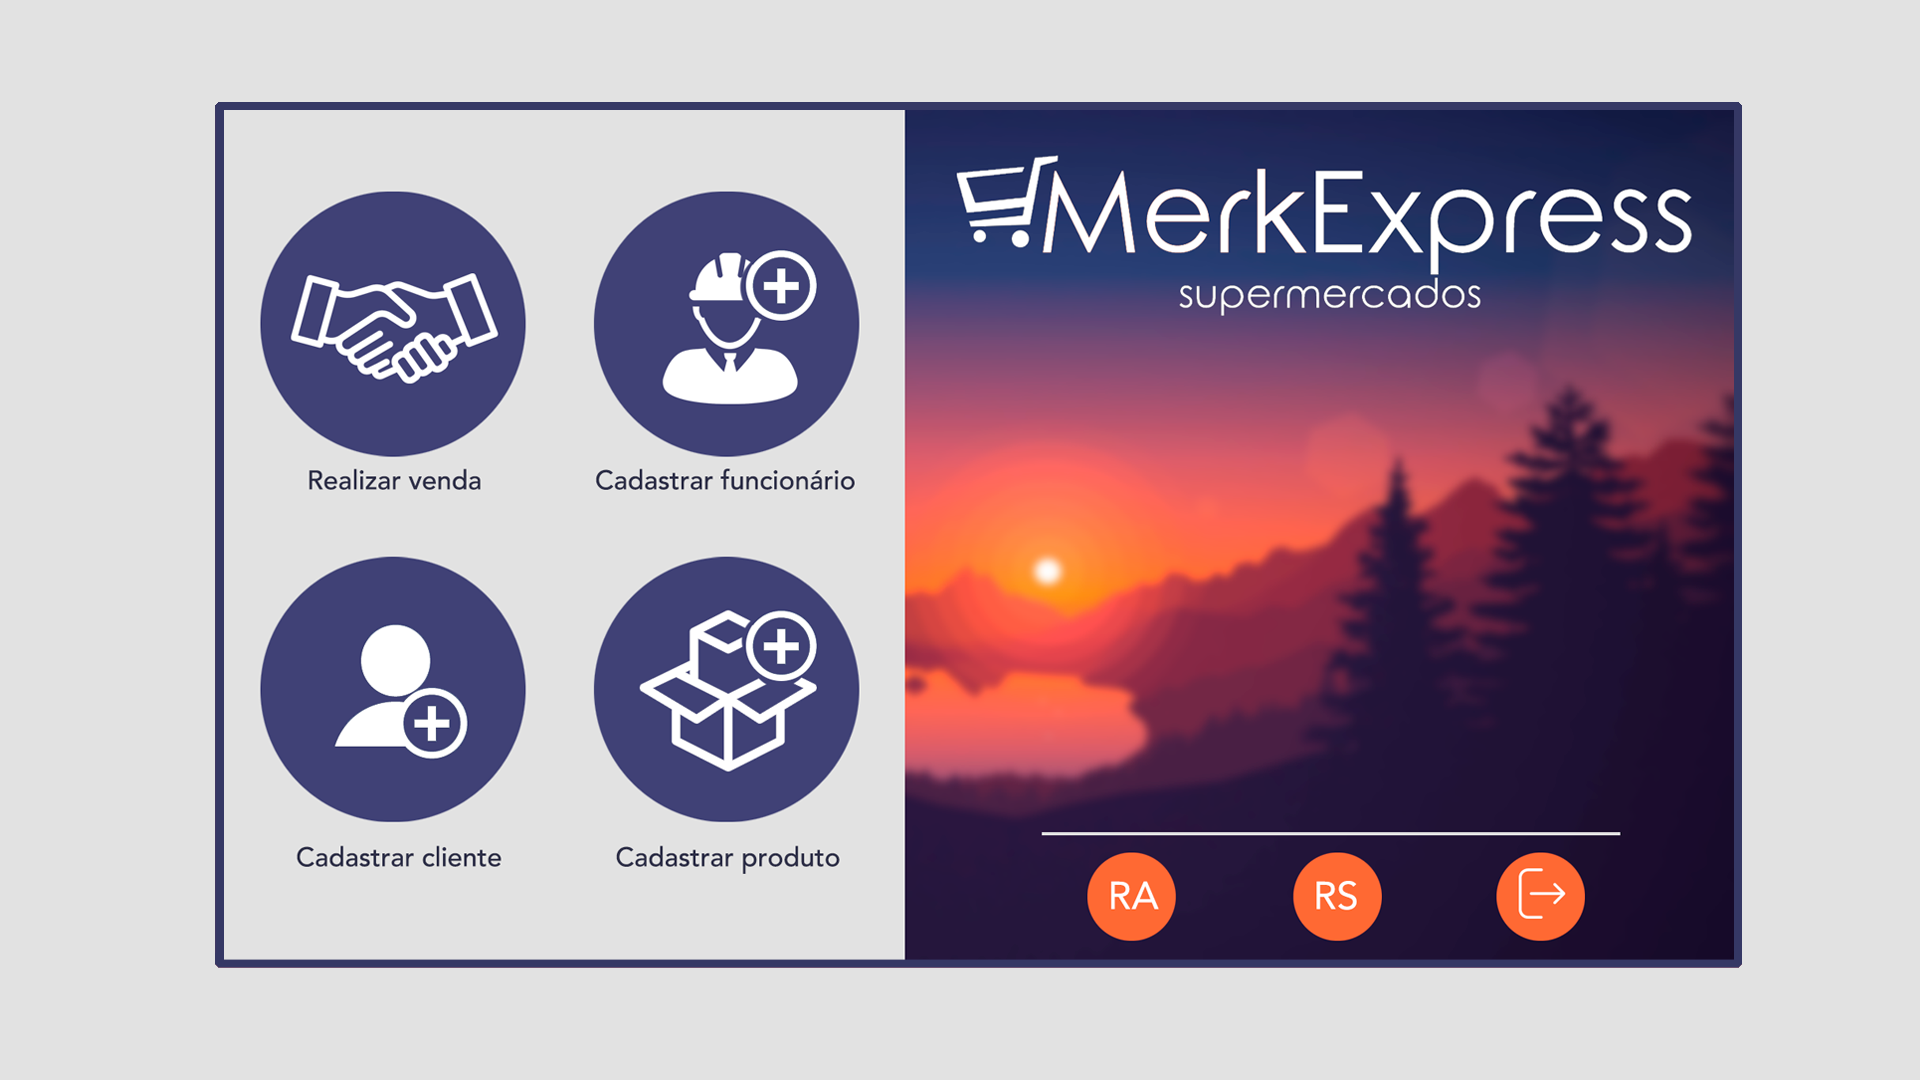 Realizar venda
Cadastrar funcionário
Cadastrar cliente
Cadastrar produto
MerkExpress
supermercados
RA
RS